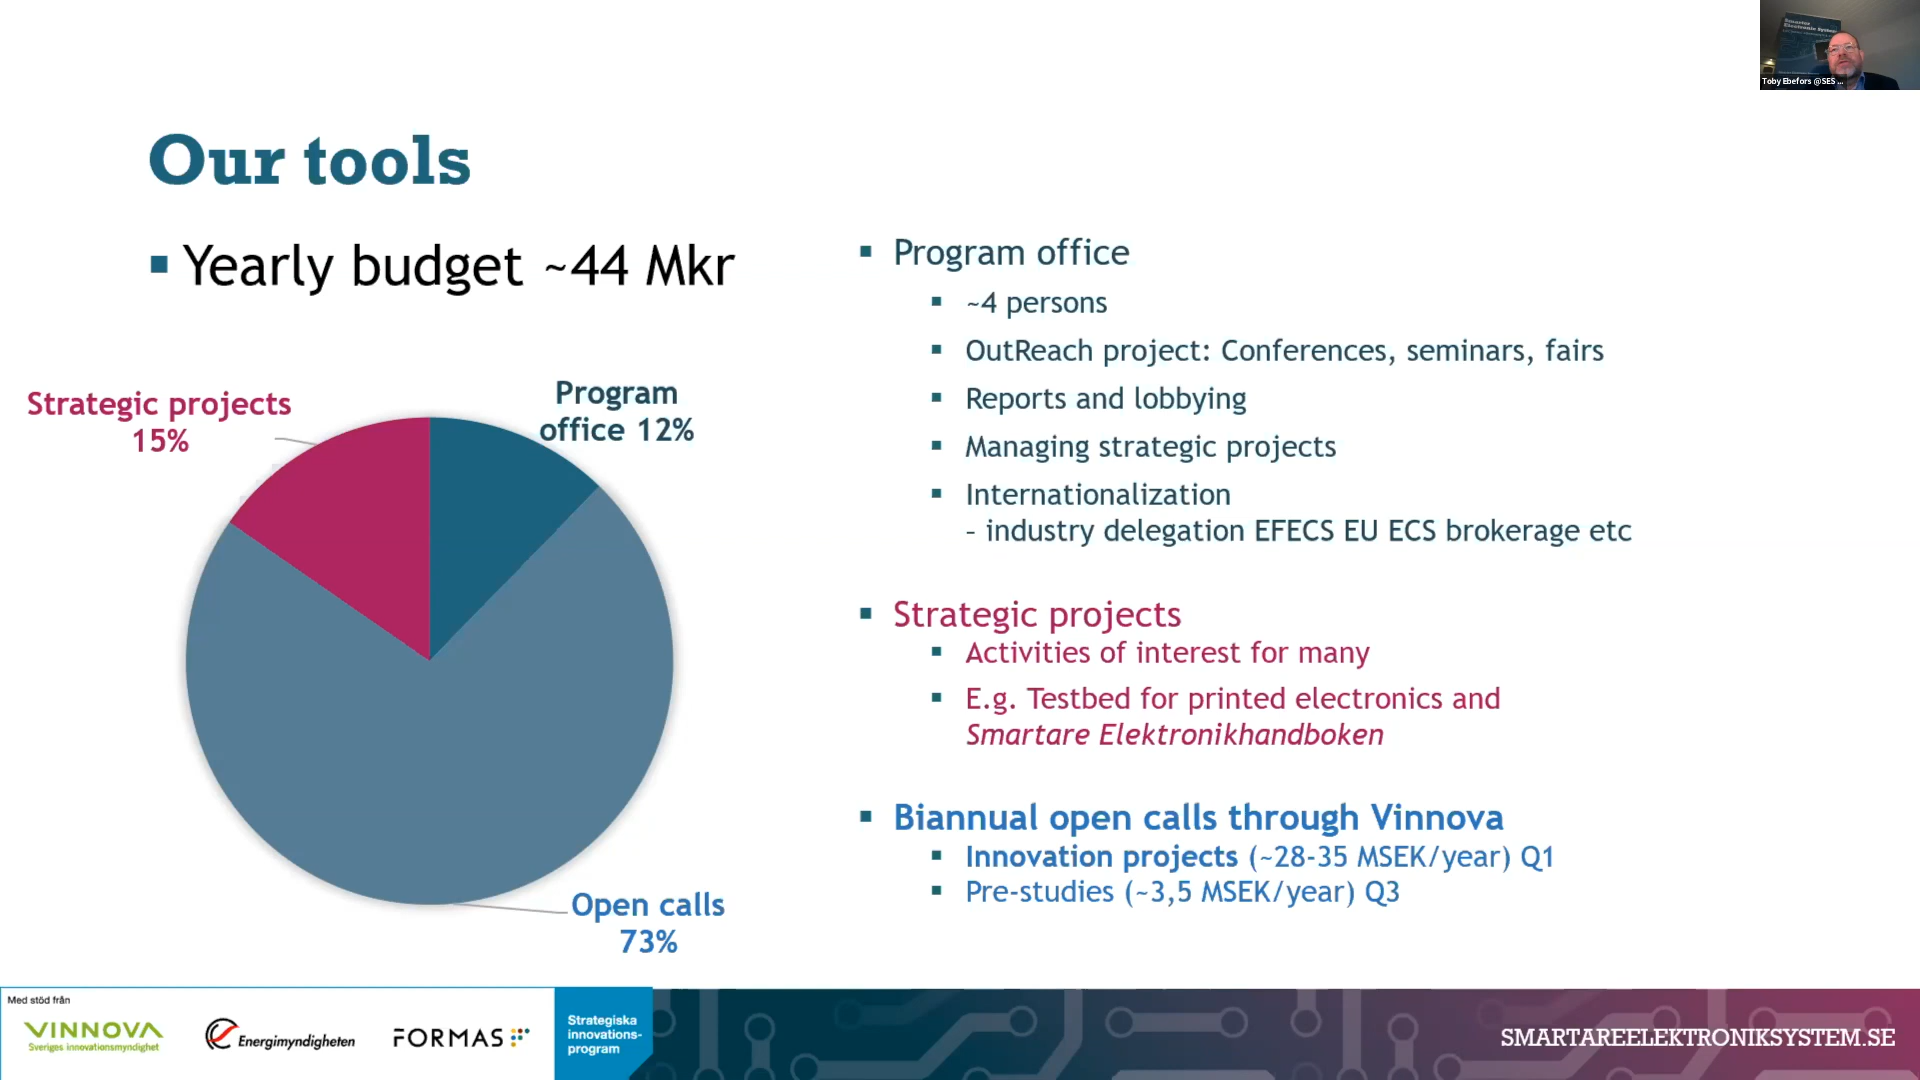 Toby Ebefors @SES ...
Our tools
▪ Yearly budget ~44 Mkr
Strategic projects
15%
Program
office 12%
Open calls
73%
▪ Program office
▪ ~4 persons
▪ OutReach project: Conferences, seminars, fairs
▪ Reports and lobbying
▪ Managing strategic projects
▪ Internationalization
– industry delegation EFECS EU ECS brokerage etc
▪ Strategic projects
▪ Activities of interest for many
▪ E.g. Testbed for printed electronics and
Smartare Elektronikhandboken
▪ Biannual open calls through Vinnova
▪ Innovation projects (~28-35 MSEK/year) Q1
▪ Pre-studies (~3,5 MSEK/year) Q3
Med stöd från
VINNOVA
Sveriges innovationsmyndighet
Energimyndigheten
FORMAS
Strategiska
innovations-
program
SMARTAREELEKTRONIKSYSTEM.SE